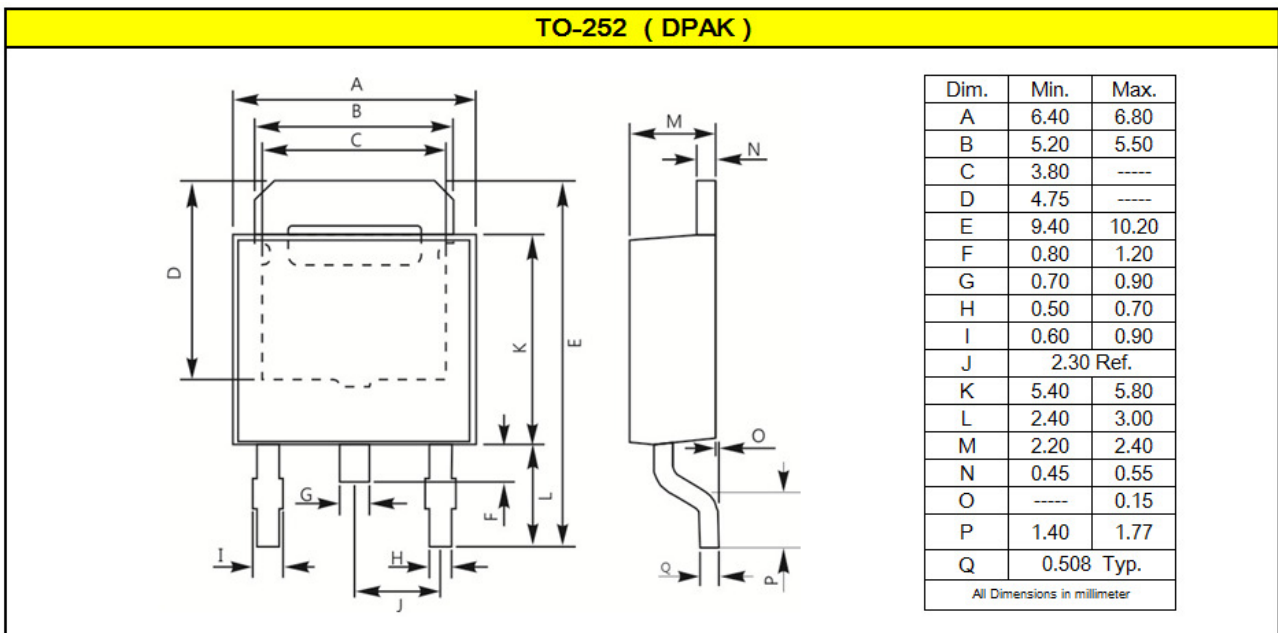 TO-252 ( DPAK )
A
B
C
D
E
K
L
F
G
I
H
J
M
N
O
P
Q
Dim. Min. Max.
A 6.40 6.80
B 5.20 5.50
C 3.80 -----
D 4.75 -----
E 9.40 10.20
F 0.80 1.20
G 0.70 0.90
H 0.50 0.70
I 0.60 0.90
J 2.30 Ref.
K 5.40 5.80
L 2.40 3.00
M 2.20 2.40
N 0.45 0.55
O ----- 0.15
P 1.40 1.77
Q 0.508 Typ.
All Dimensions in millimeter